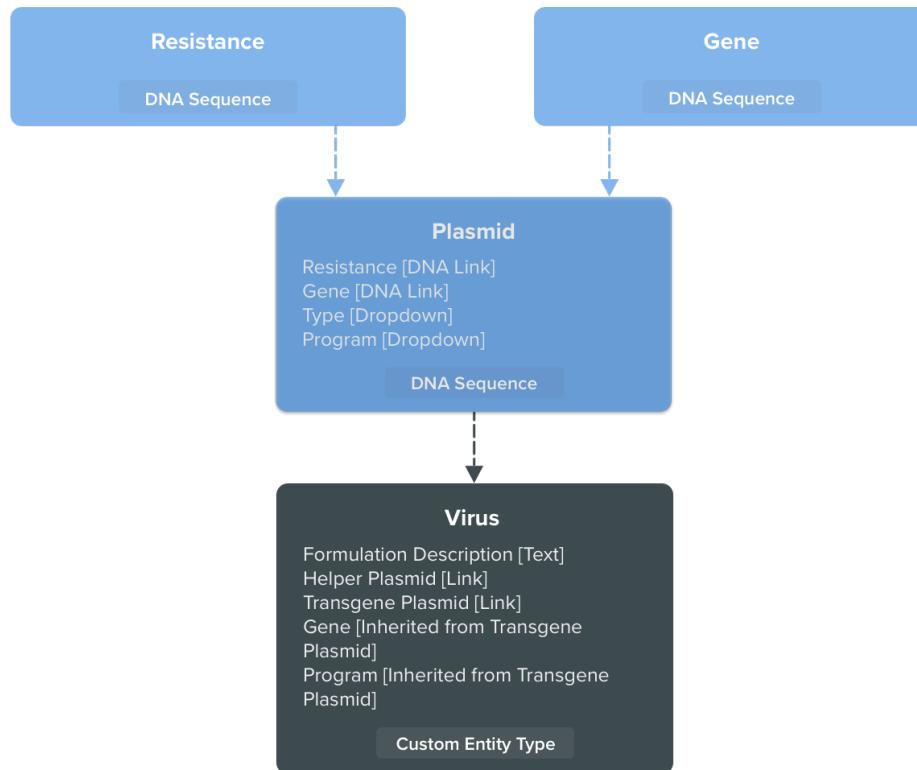 Resistance
DNA Sequence
Gene
DNA Sequence
Plasmid
Resistance [DNA Link]
Gene [DNA Link]
Type [Dropdown]
Program [Dropdown]
DNA Sequence
Virus
Formulation Description [Text]
Helper Plasmid [Link]
Transgene Plasmid [Link]
Gene [Inherited from Transgene
Plasmid]
Program [Inherited from Transgene
Plasmid]
Custom Entity Type